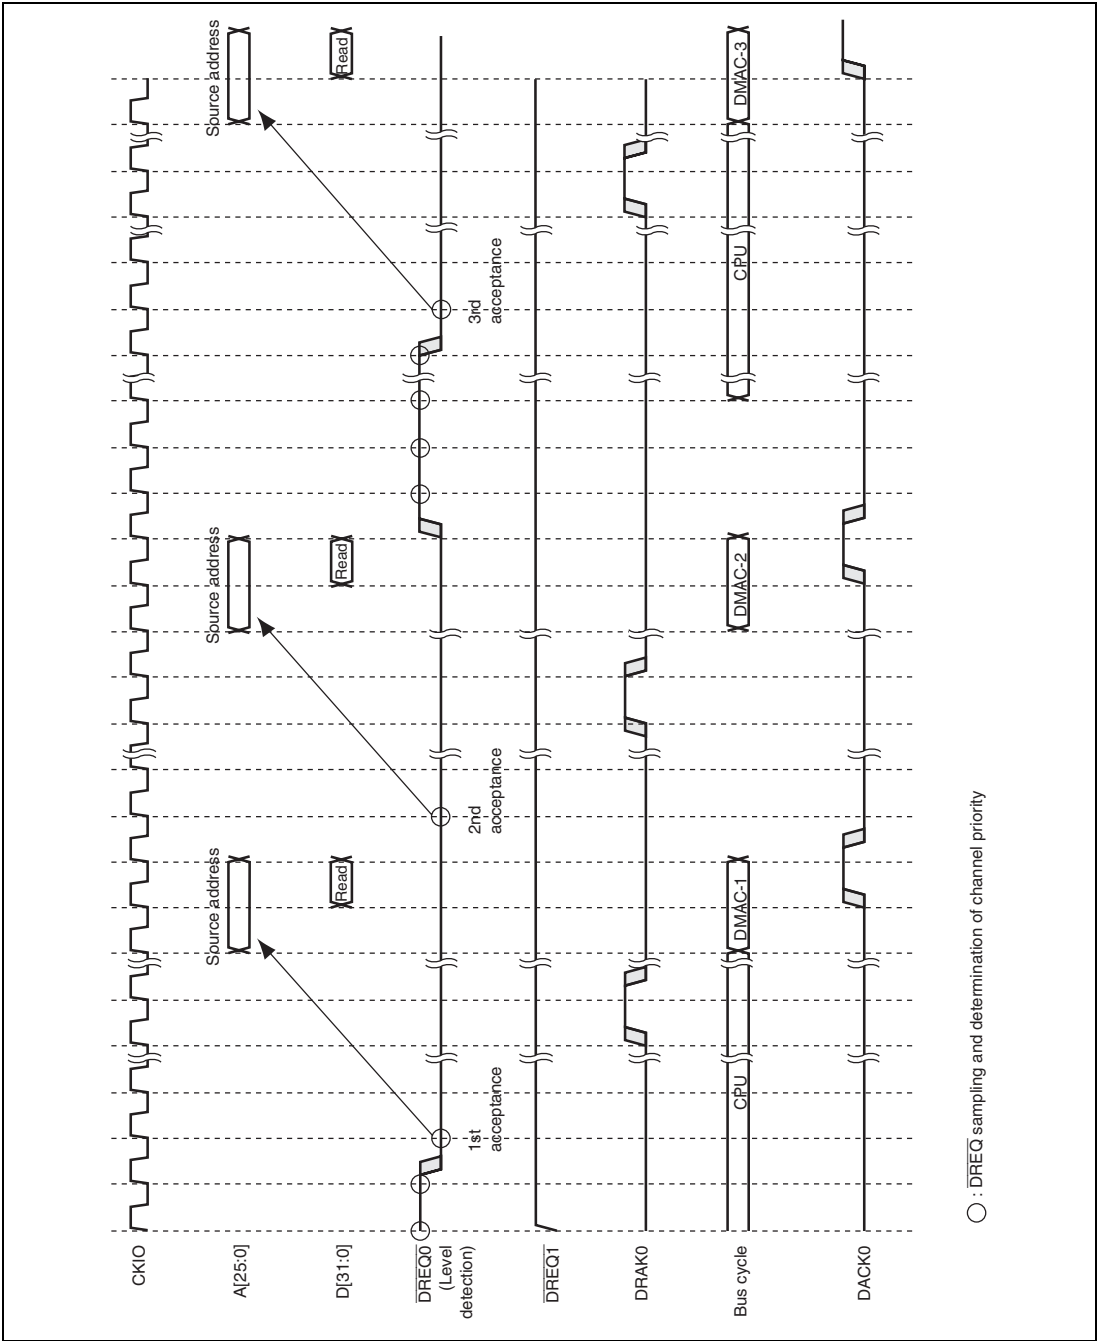 CKIO
Source address
Source address
Source address
A[25:0]
Read
Read
Read
D[31:0]
DREQ0
(Level
detection)
1st
acceptance
2nd
acceptance
3rd
acceptance
DREQ1
DRAK0
CPU
DMAC-1
DMAC-2
CPU
DMAC-3
Bus cycle
DACK0
: DREQ sampling and determination of channel priority